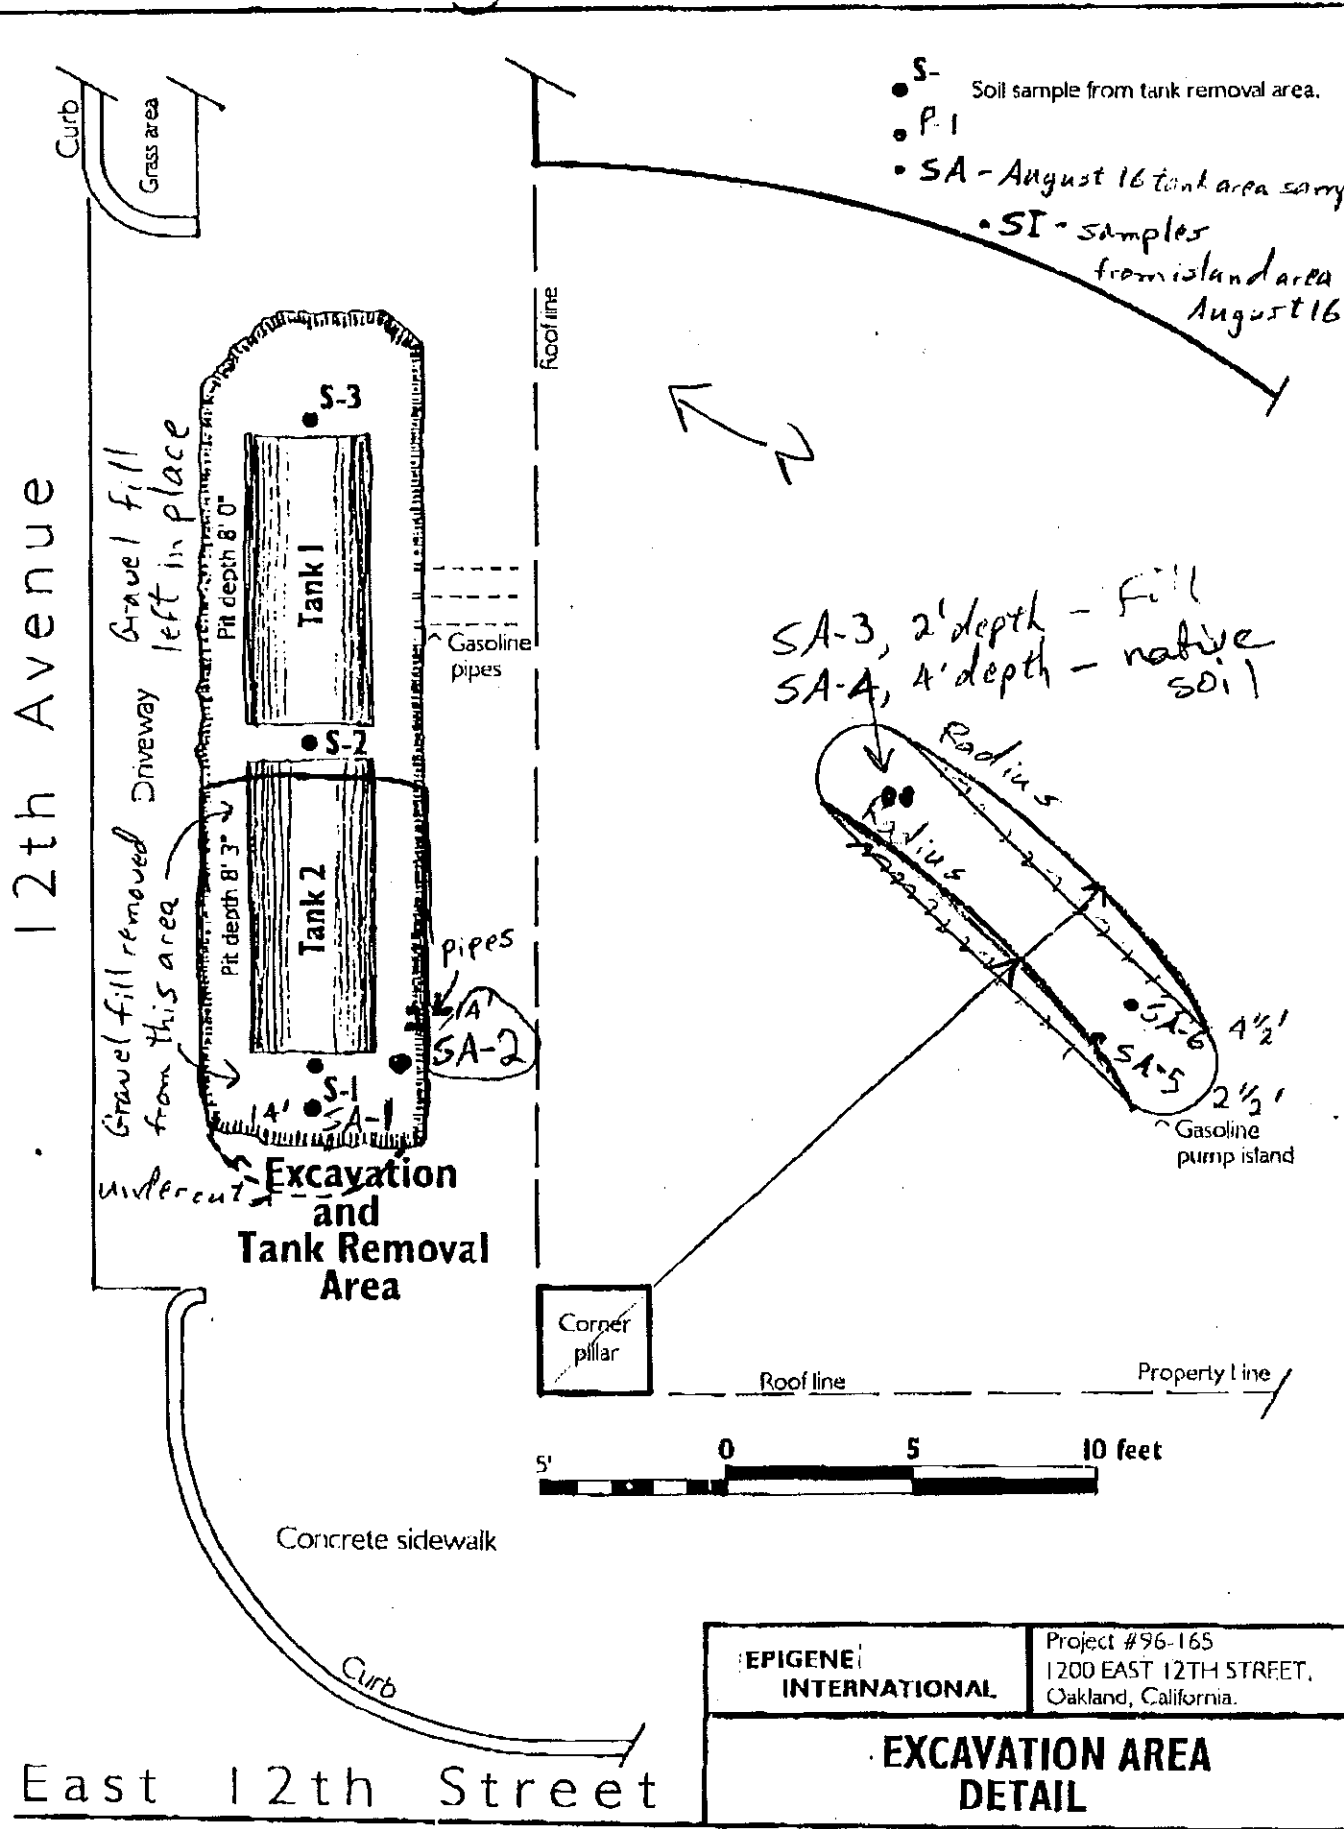 S-
Soil sample from tank removal area.
P-1
SA - August 16 tank area samp
SI - samples
from island area
August 16
Curb
Grass area
Roof line
N
12th Avenue
Gravel fill
left in place
Pit depth 8' 0"
S-3
Tank 1
Gasoline
pipes
S-2
Driveway
Gravel fill removed
from this area
Pit depth 8' 3"
Tank 2
pipes
14'
SA-2
S-1
14'
SA-1
undercut
Excavation
and
Tank Removal
Area
SA-3, 2' depth - Fill
SA-4, 4' depth - native
soil
Radius
Radius
SA-6
4 1/2'
SA-5
2 1/2'
Gasoline
pump island
Corner
pillar
Roof line
Property Line
5'
0
5
10 feet
Concrete sidewalk
Curb
East 12th Street
EPIGENE
INTERNATIONAL
Project #96-165
1200 EAST 12TH STREET,
Oakland, California.
EXCAVATION AREA
DETAIL